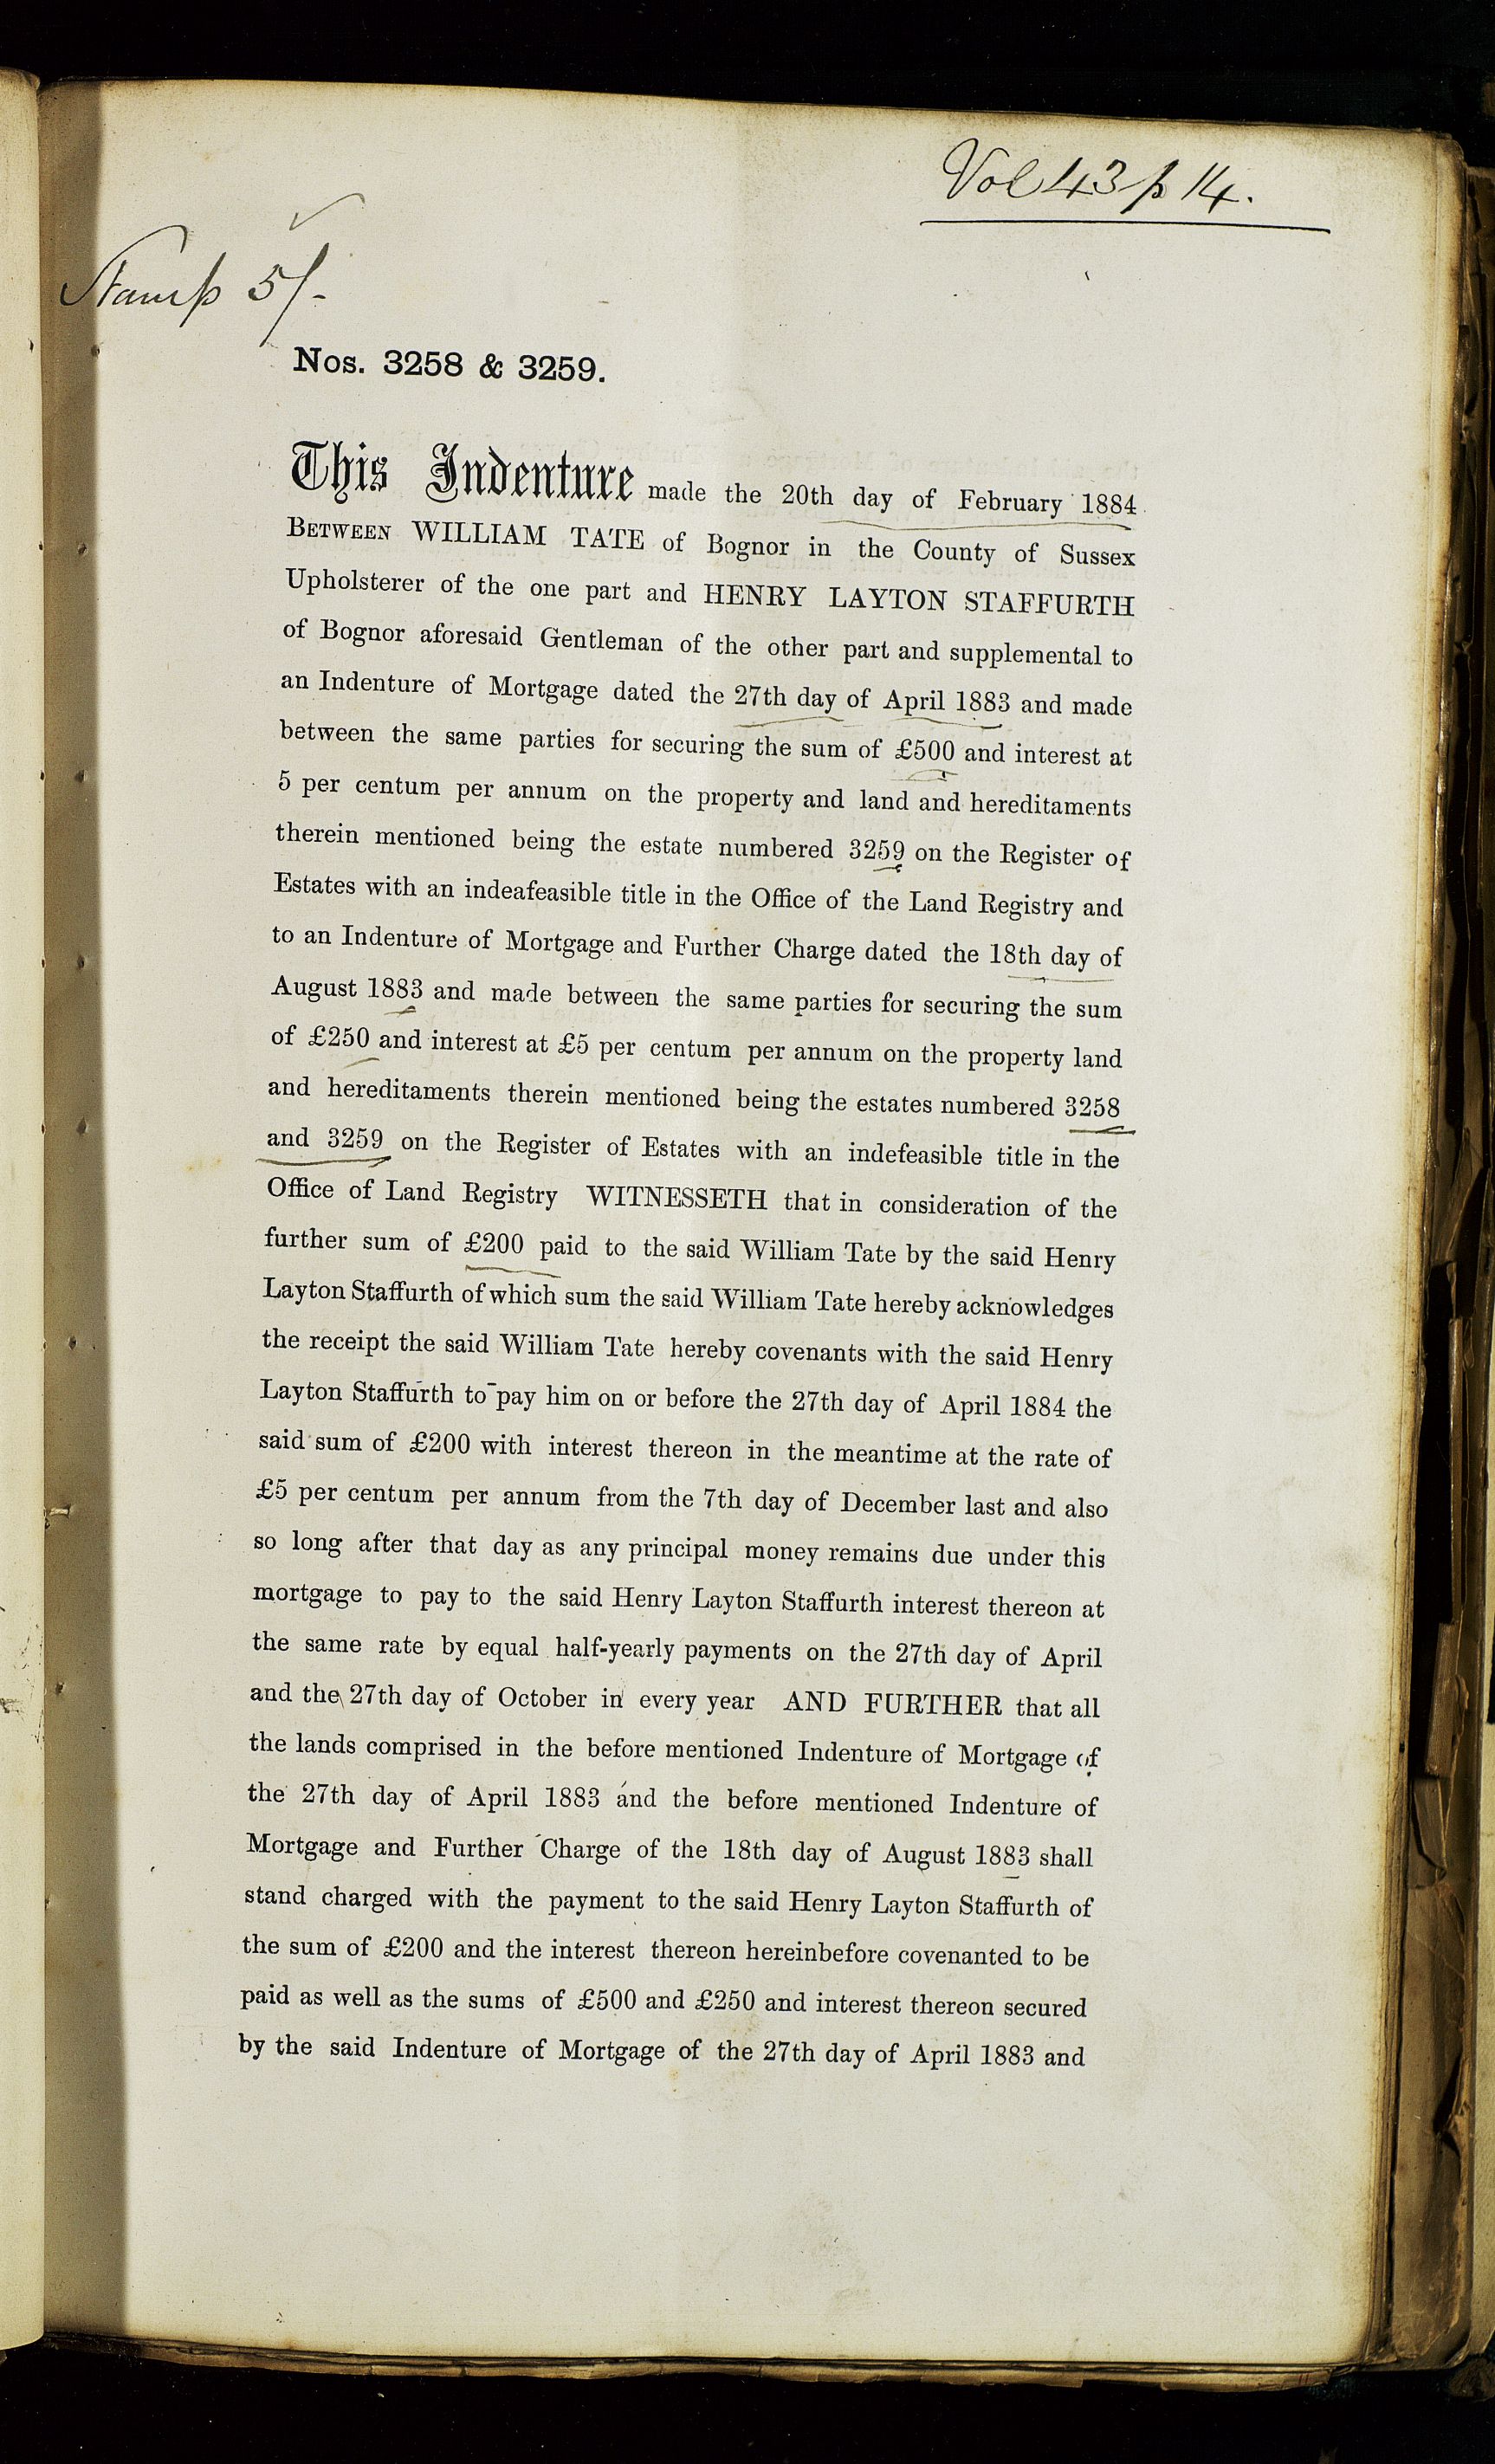 Vol 43 p 14.
Stamp 5/-
Nos. 3258 & 3259.
This Indenture made the 20th day of February 1884
BETWEEN WILLIAM TATE of Bognor in the County of Sussex
Upholsterer of the one part and HENRY LAYTON STAFFURTH
of Bognor aforesaid Gentleman of the other part and supplemental to
an Indenture of Mortgage dated the 27th day of April 1883 and made
between the same parties for securing the sum of £500 and interest at
5 per centum per annum on the property and land and hereditaments
therein mentioned being the estate numbered 3259 on the Register of
Estates with an indeafeasible title in the Office of the Land Registry and
to an Indenture of Mortgage and Further Charge dated the 18th day of
August 1883 and made between the same parties for securing the sum
of £250 and interest at £5 per centum per annum on the property land
and hereditaments therein mentioned being the estates numbered 3258
and 3259 on the Register of Estates with an indefeasible title in the
Office of Land Registry WITNESSETH that in consideration of the
further sum of £200 paid to the said William Tate by the said Henry
Layton Staffurth of which sum the said William Tate hereby acknowledges
the receipt the said William Tate hereby covenants with the said Henry
Layton Staffurth to pay him on or before the 27th day of April 1884 the
said sum of £200 with interest thereon in the meantime at the rate of
£5 per centum per annum from the 7th day of December last and also
so long after that day as any principal money remains due under this
mortgage to pay to the said Henry Layton Staffurth interest thereon at
the same rate by equal half-yearly payments on the 27th day of April
and the 27th day of October in every year AND FURTHER that all
the lands comprised in the before mentioned Indenture of Mortgage of
the 27th day of April 1883 and the before mentioned Indenture of
Mortgage and Further Charge of the 18th day of August 1883 shall
stand charged with the payment to the said Henry Layton Staffurth of
the sum of £200 and the interest thereon hereinbefore covenanted to be
paid as well as the sums of £500 and £250 and interest thereon secured
by the said Indenture of Mortgage of the 27th day of April 1883 and